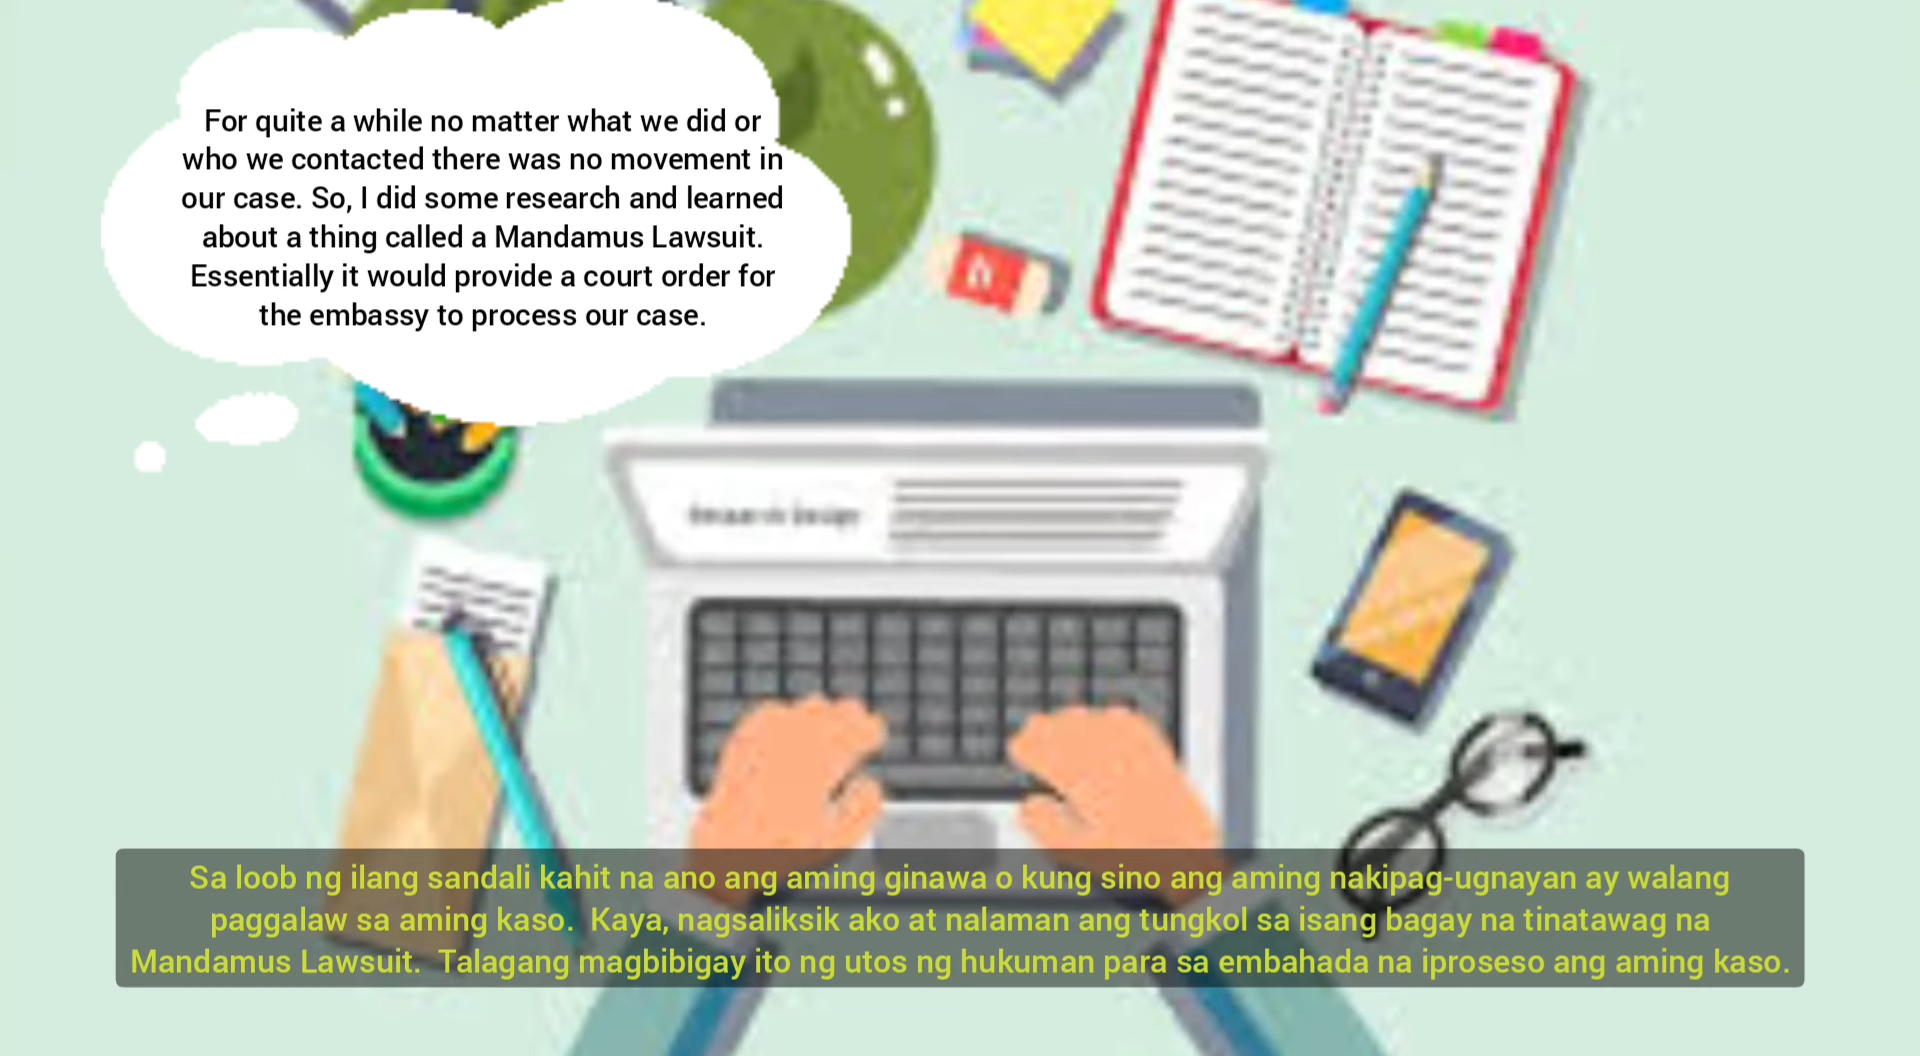 For quite a while no matter what we did or
who we contacted there was no movement in
our case. So, I did some research and learned
about a thing called a Mandamus Lawsuit.
Essentially it would provide a court order for
the embassy to process our case.
Sa loob ng ilang sandali kahit na ano ang aming ginawa o kung sino ang aming nakipag-ugnayan ay walang
paggalaw sa aming kaso.  Kaya, nagsaliksik ako at nalaman ang tungkol sa isang bagay na tinatawag na
Mandamus Lawsuit.  Talagang magbibigay ito ng utos ng hukuman para sa embahada na iproseso ang aming kaso.